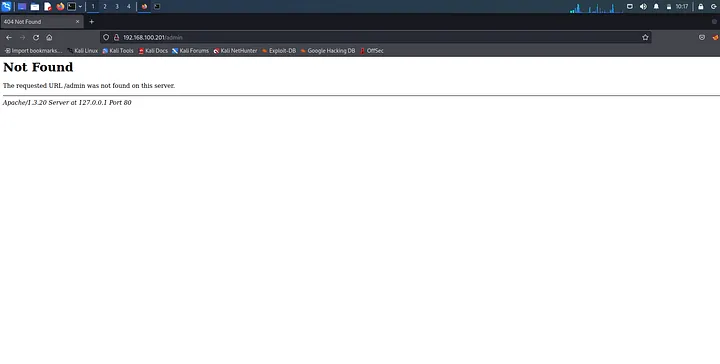 1 2 3 4 10:17
404 Not Found
192.168.100.201/admin
Import bookmarks... Kali Linux Kali Tools Kali Docs Kali Forums Kali NetHunter Exploit-DB Google Hacking DB OffSec
Not Found
The requested URL /admin was not found on this server.
Apache/1.3.20 Server at 127.0.0.1 Port 80